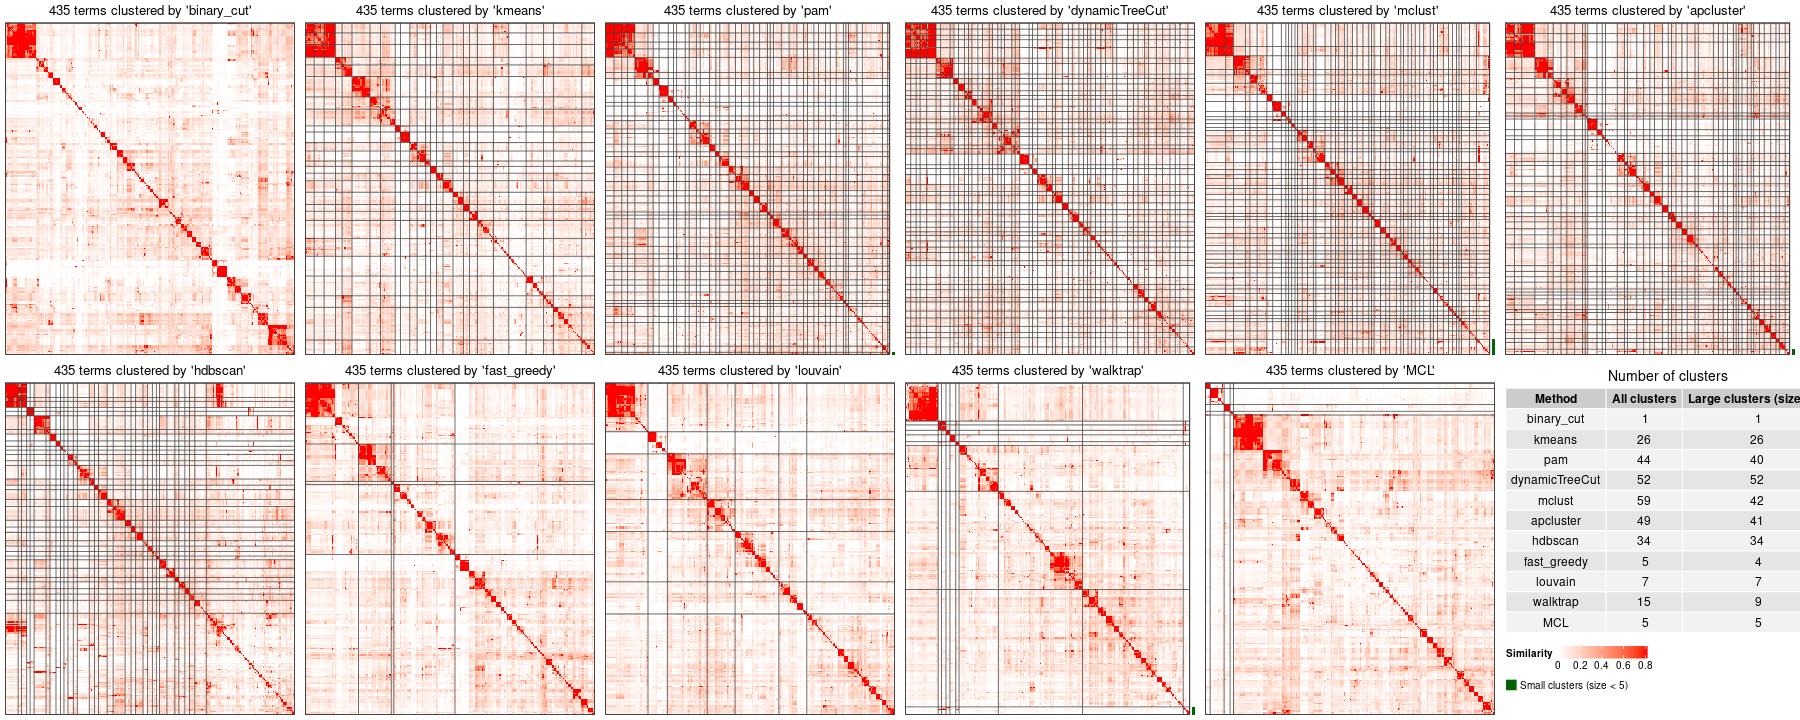 435 terms clustered by 'binary_cut'
435 terms clustered by 'kmeans'
435 terms clustered by 'pam'
435 terms clustered by 'dynamicTreeCut'
435 terms clustered by 'mclust'
435 terms clustered by 'apcluster'
435 terms clustered by 'hdbscan'
435 terms clustered by 'fast_greedy'
435 terms clustered by 'louvain'
435 terms clustered by 'walktrap'
435 terms clustered by 'MCL'
Number of clusters
Method All clusters Large clusters (size
binary_cut 1 1
kmeans 26 26
pam 44 40
dynamicTreeCut 52 52
mclust 59 42
apcluster 49 41
hdbscan 34 34
fast_greedy 5 4
louvain 7 7
walktrap 15 9
MCL 5 5
Similarity
0 0.2 0.4 0.6 0.8
Small clusters (size < 5)